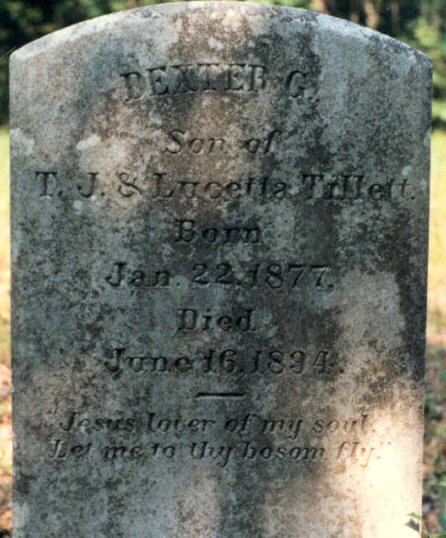 DEXTER G.
Son of
T. J. & Lucetta Tillett.
Born
Jan. 22, 1877,
Died
June 16, 1894.
"Jesus lover of my soul,
Let me to thy bosom fly."